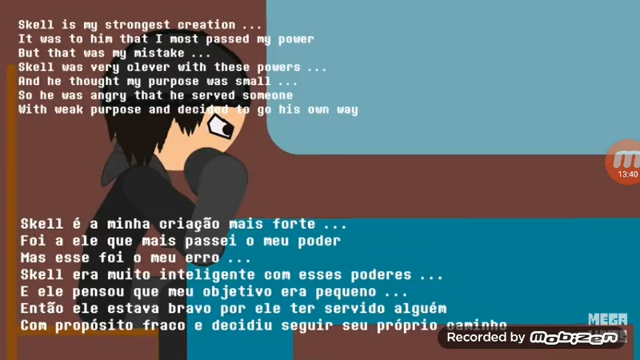 Skell is my strongest creation ...
It was to him that I most passed my power
But that was my mistake ...
Skell was very clever with these powers ...
And he thought my purpose was small ...
So he was angry that he served someone
With weak purpose and decided to go his own way
13:40
Skell é a minha criação mais forte ...
Foi a ele que mais passei o meu poder
Mas esse foi o meu erro ...
Skell era muito inteligente com esses poderes ...
E ele pensou que meu objetivo era pequeno ...
Então ele estava bravo por ele ter servido alguém
Com propósito fraco e decidiu seguir seu próprio caminho
MEGA
Recorded by mobizen